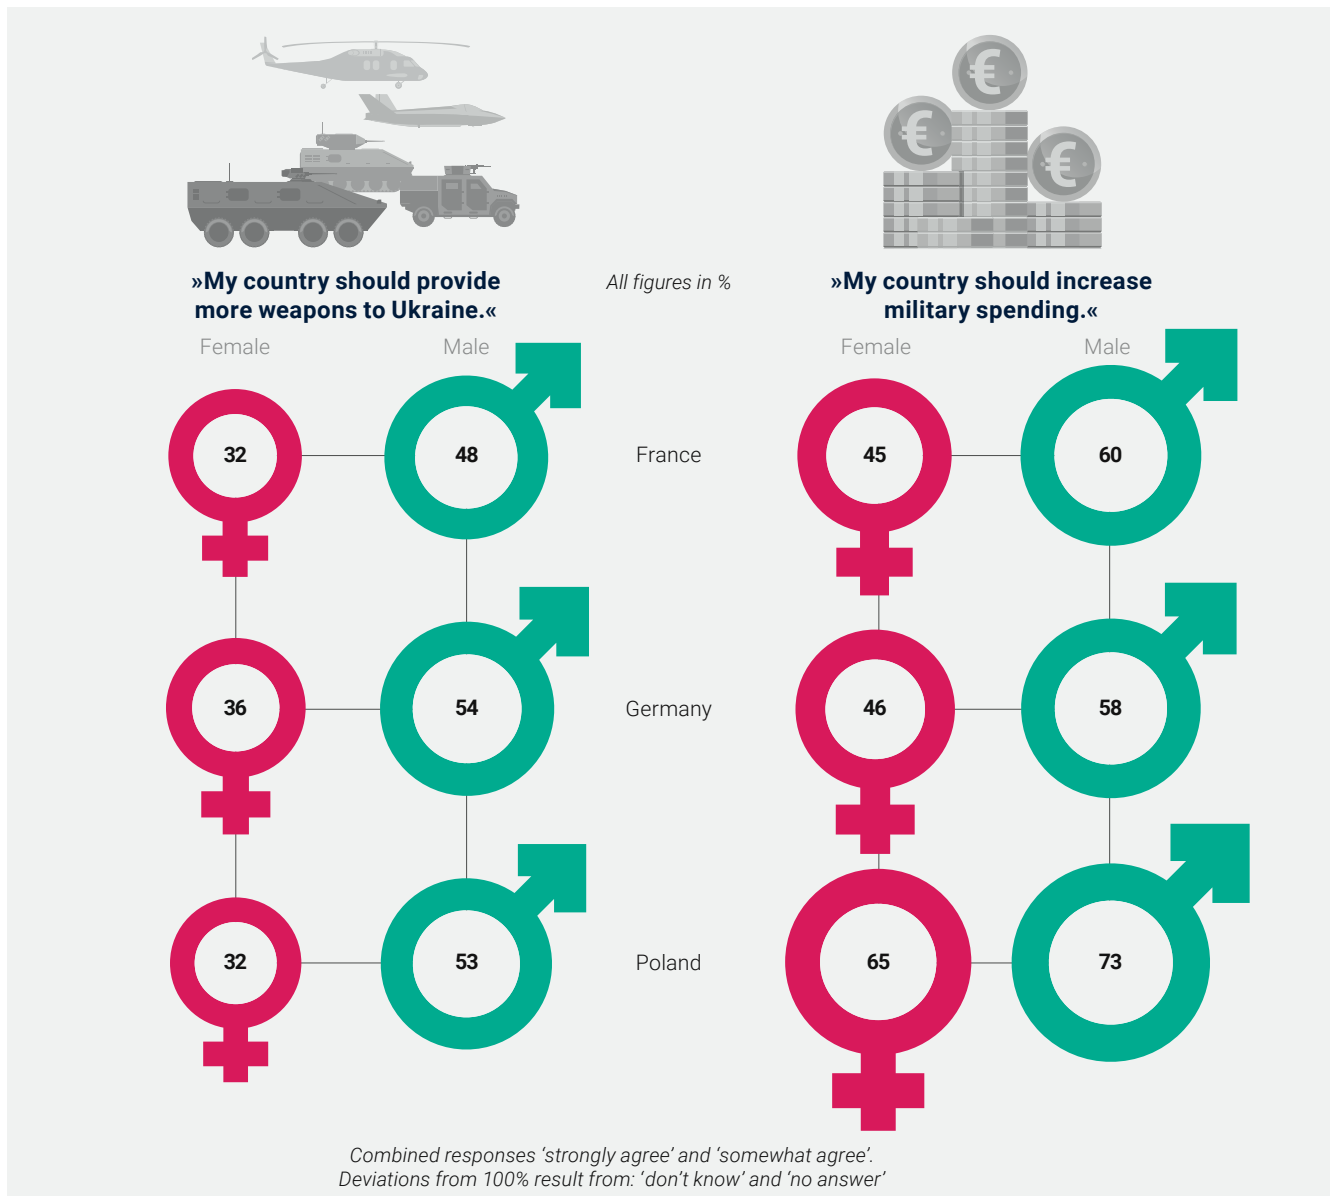 »My country should provide
more weapons to Ukraine.«
All figures in %
»My country should increase
military spending.«
Female
Male
Female
Male
32
48
France
45
60
36
54
Germany
46
58
32
53
Poland
65
73
Combined responses ‘strongly agree’ and ‘somewhat agree’.
Deviations from 100% result from: ‘don’t know’ and ‘no answer’
€
€
€